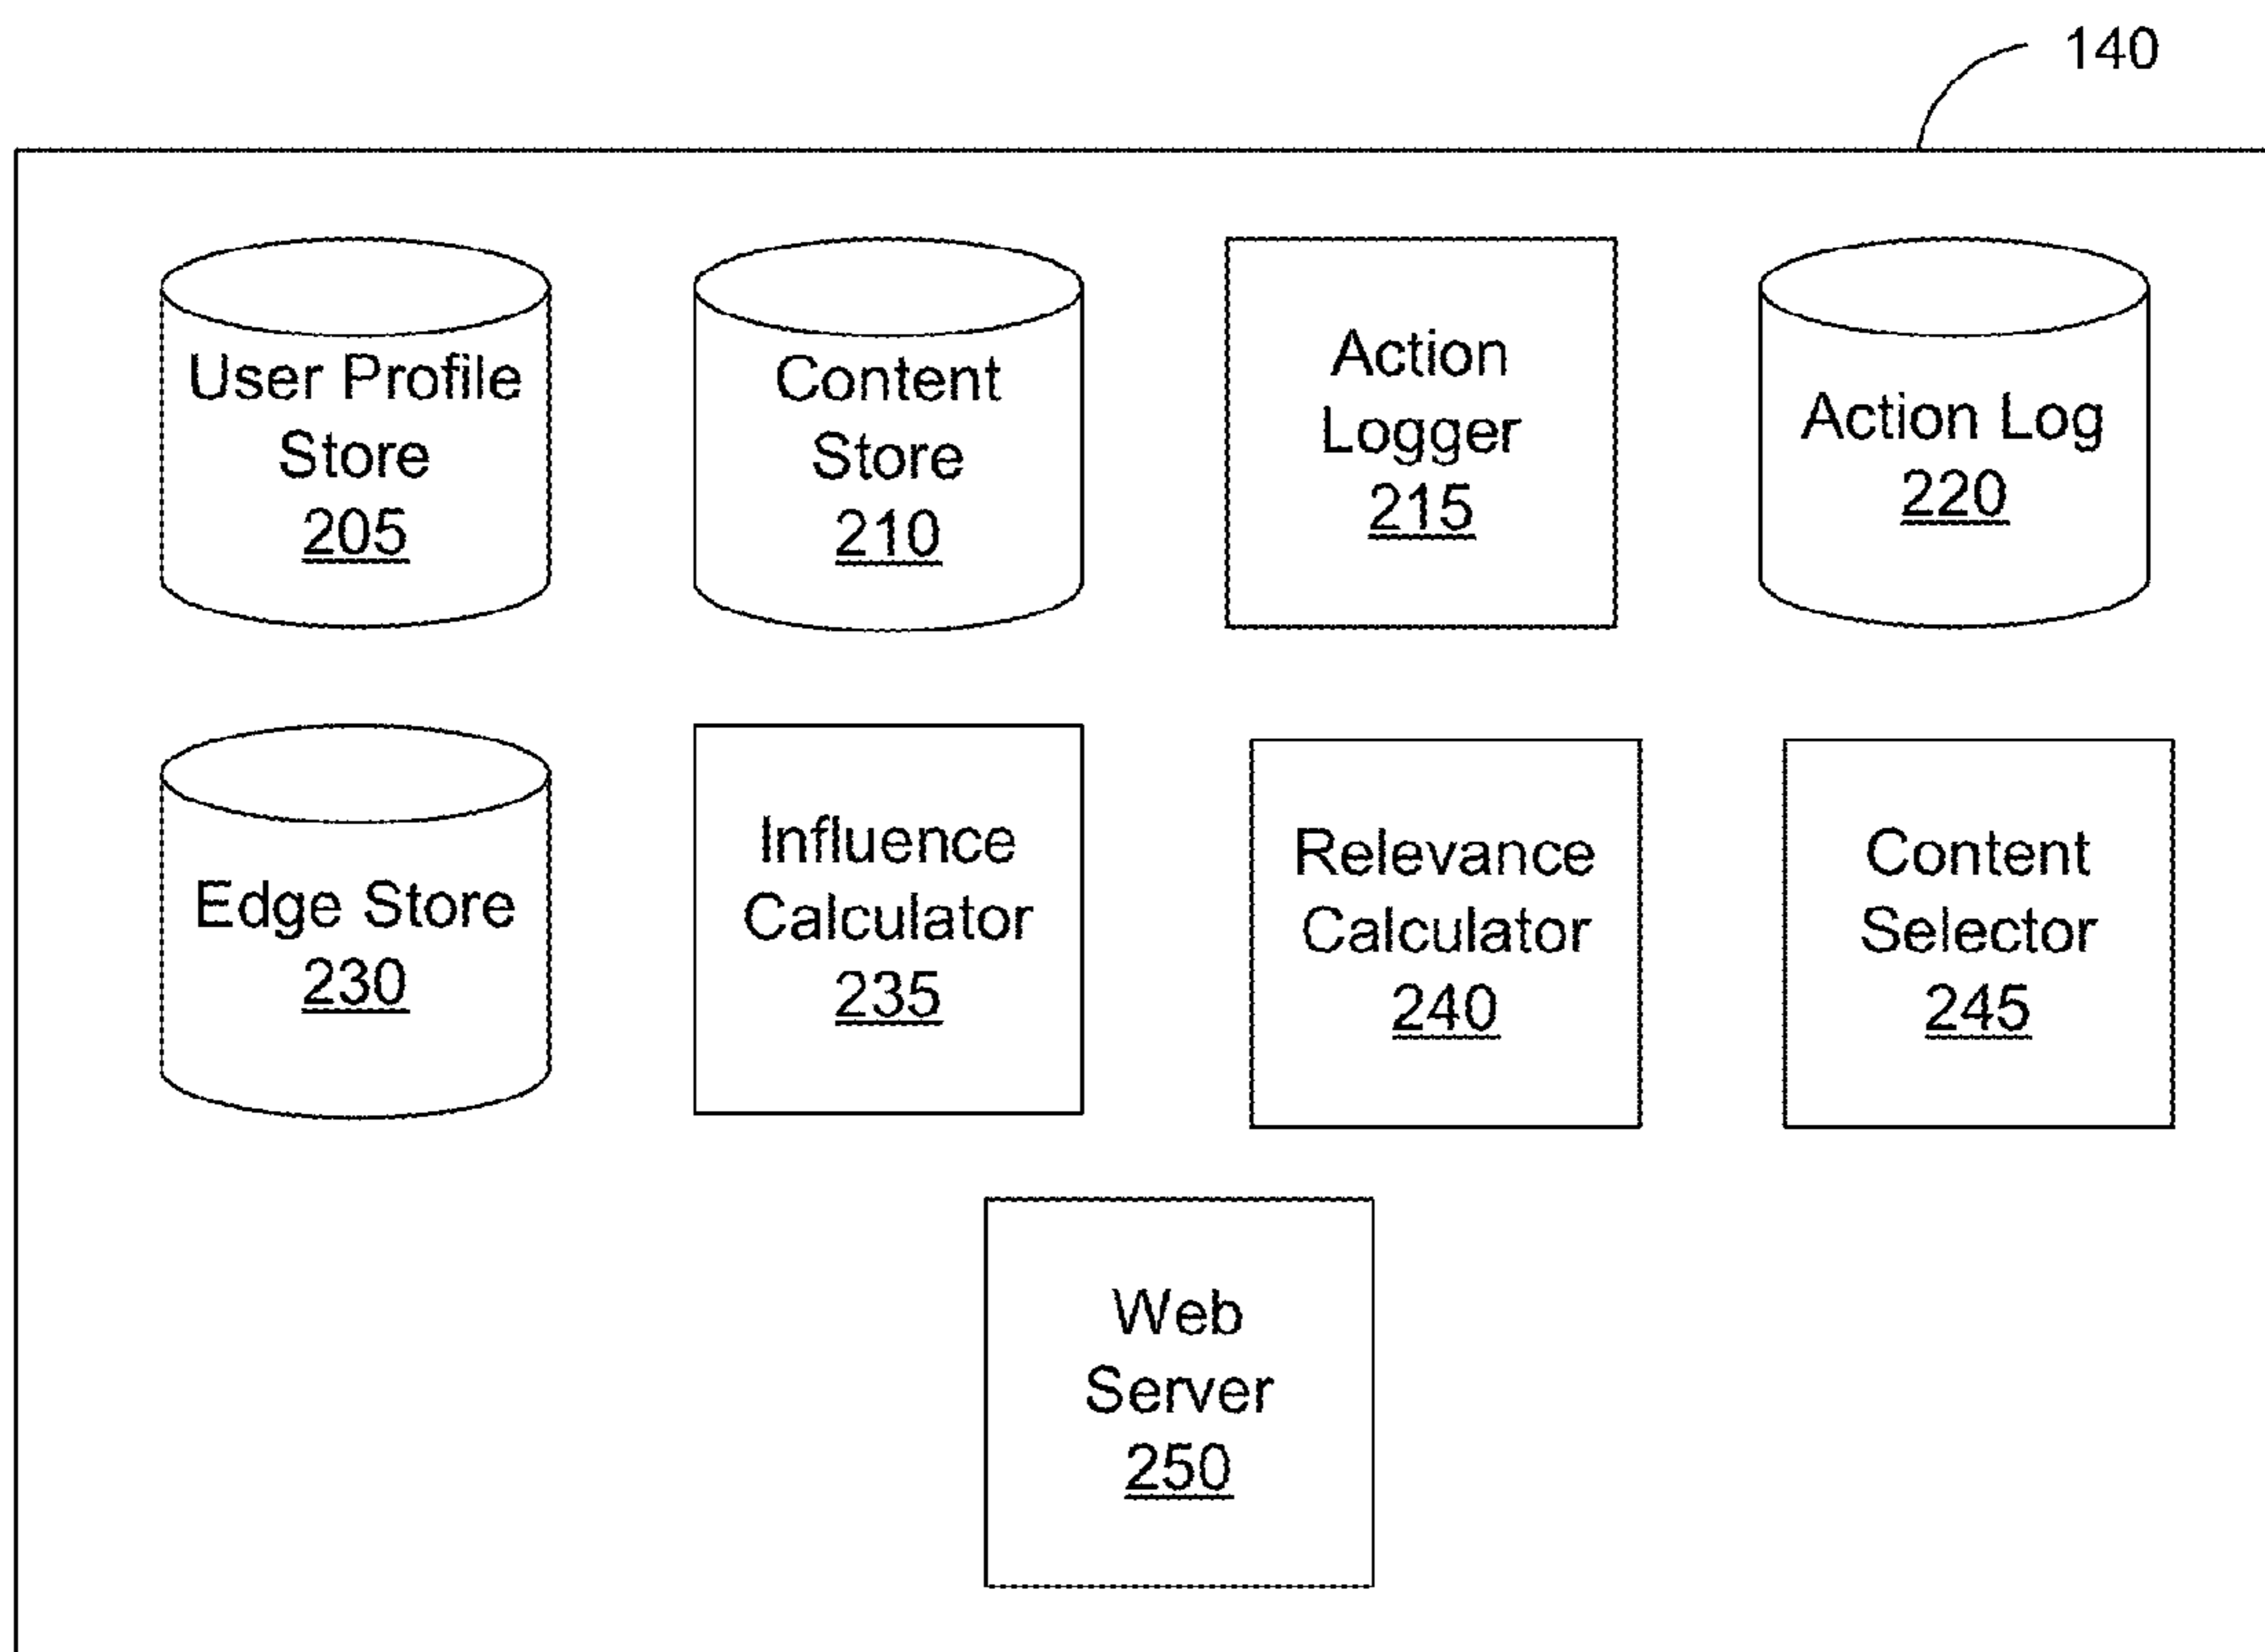 140
User Profile
Store
205
Content
Store
210
Action
Logger
215
Action Log
220
Edge Store
230
Influence
Calculator
235
Relevance
Calculator
240
Content
Selector
245
Web
Server
250